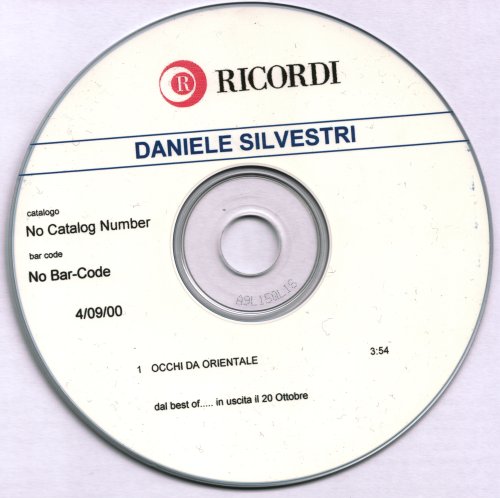 R RICORDI
DANIELE SILVESTRI
catalogo
No Catalog Number
bar code
No Bar-Code
4/09/00
1 OCCHI DA ORIENTALE 3:54
dal best of..... in uscita il 20 Ottobre